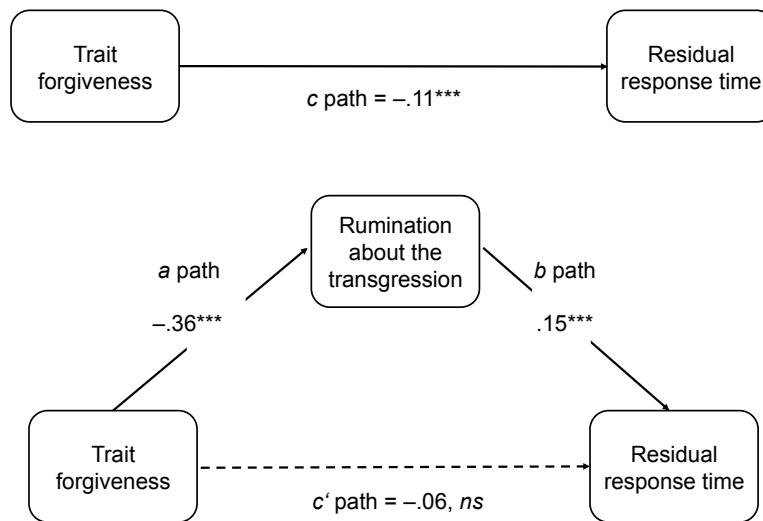 Trait
forgiveness
Residual
response time
c path = –.11***
Rumination
about the
transgression
a path
b path
–.36***
.15***
Trait
forgiveness
Residual
response time
c‘ path = –.06, ns